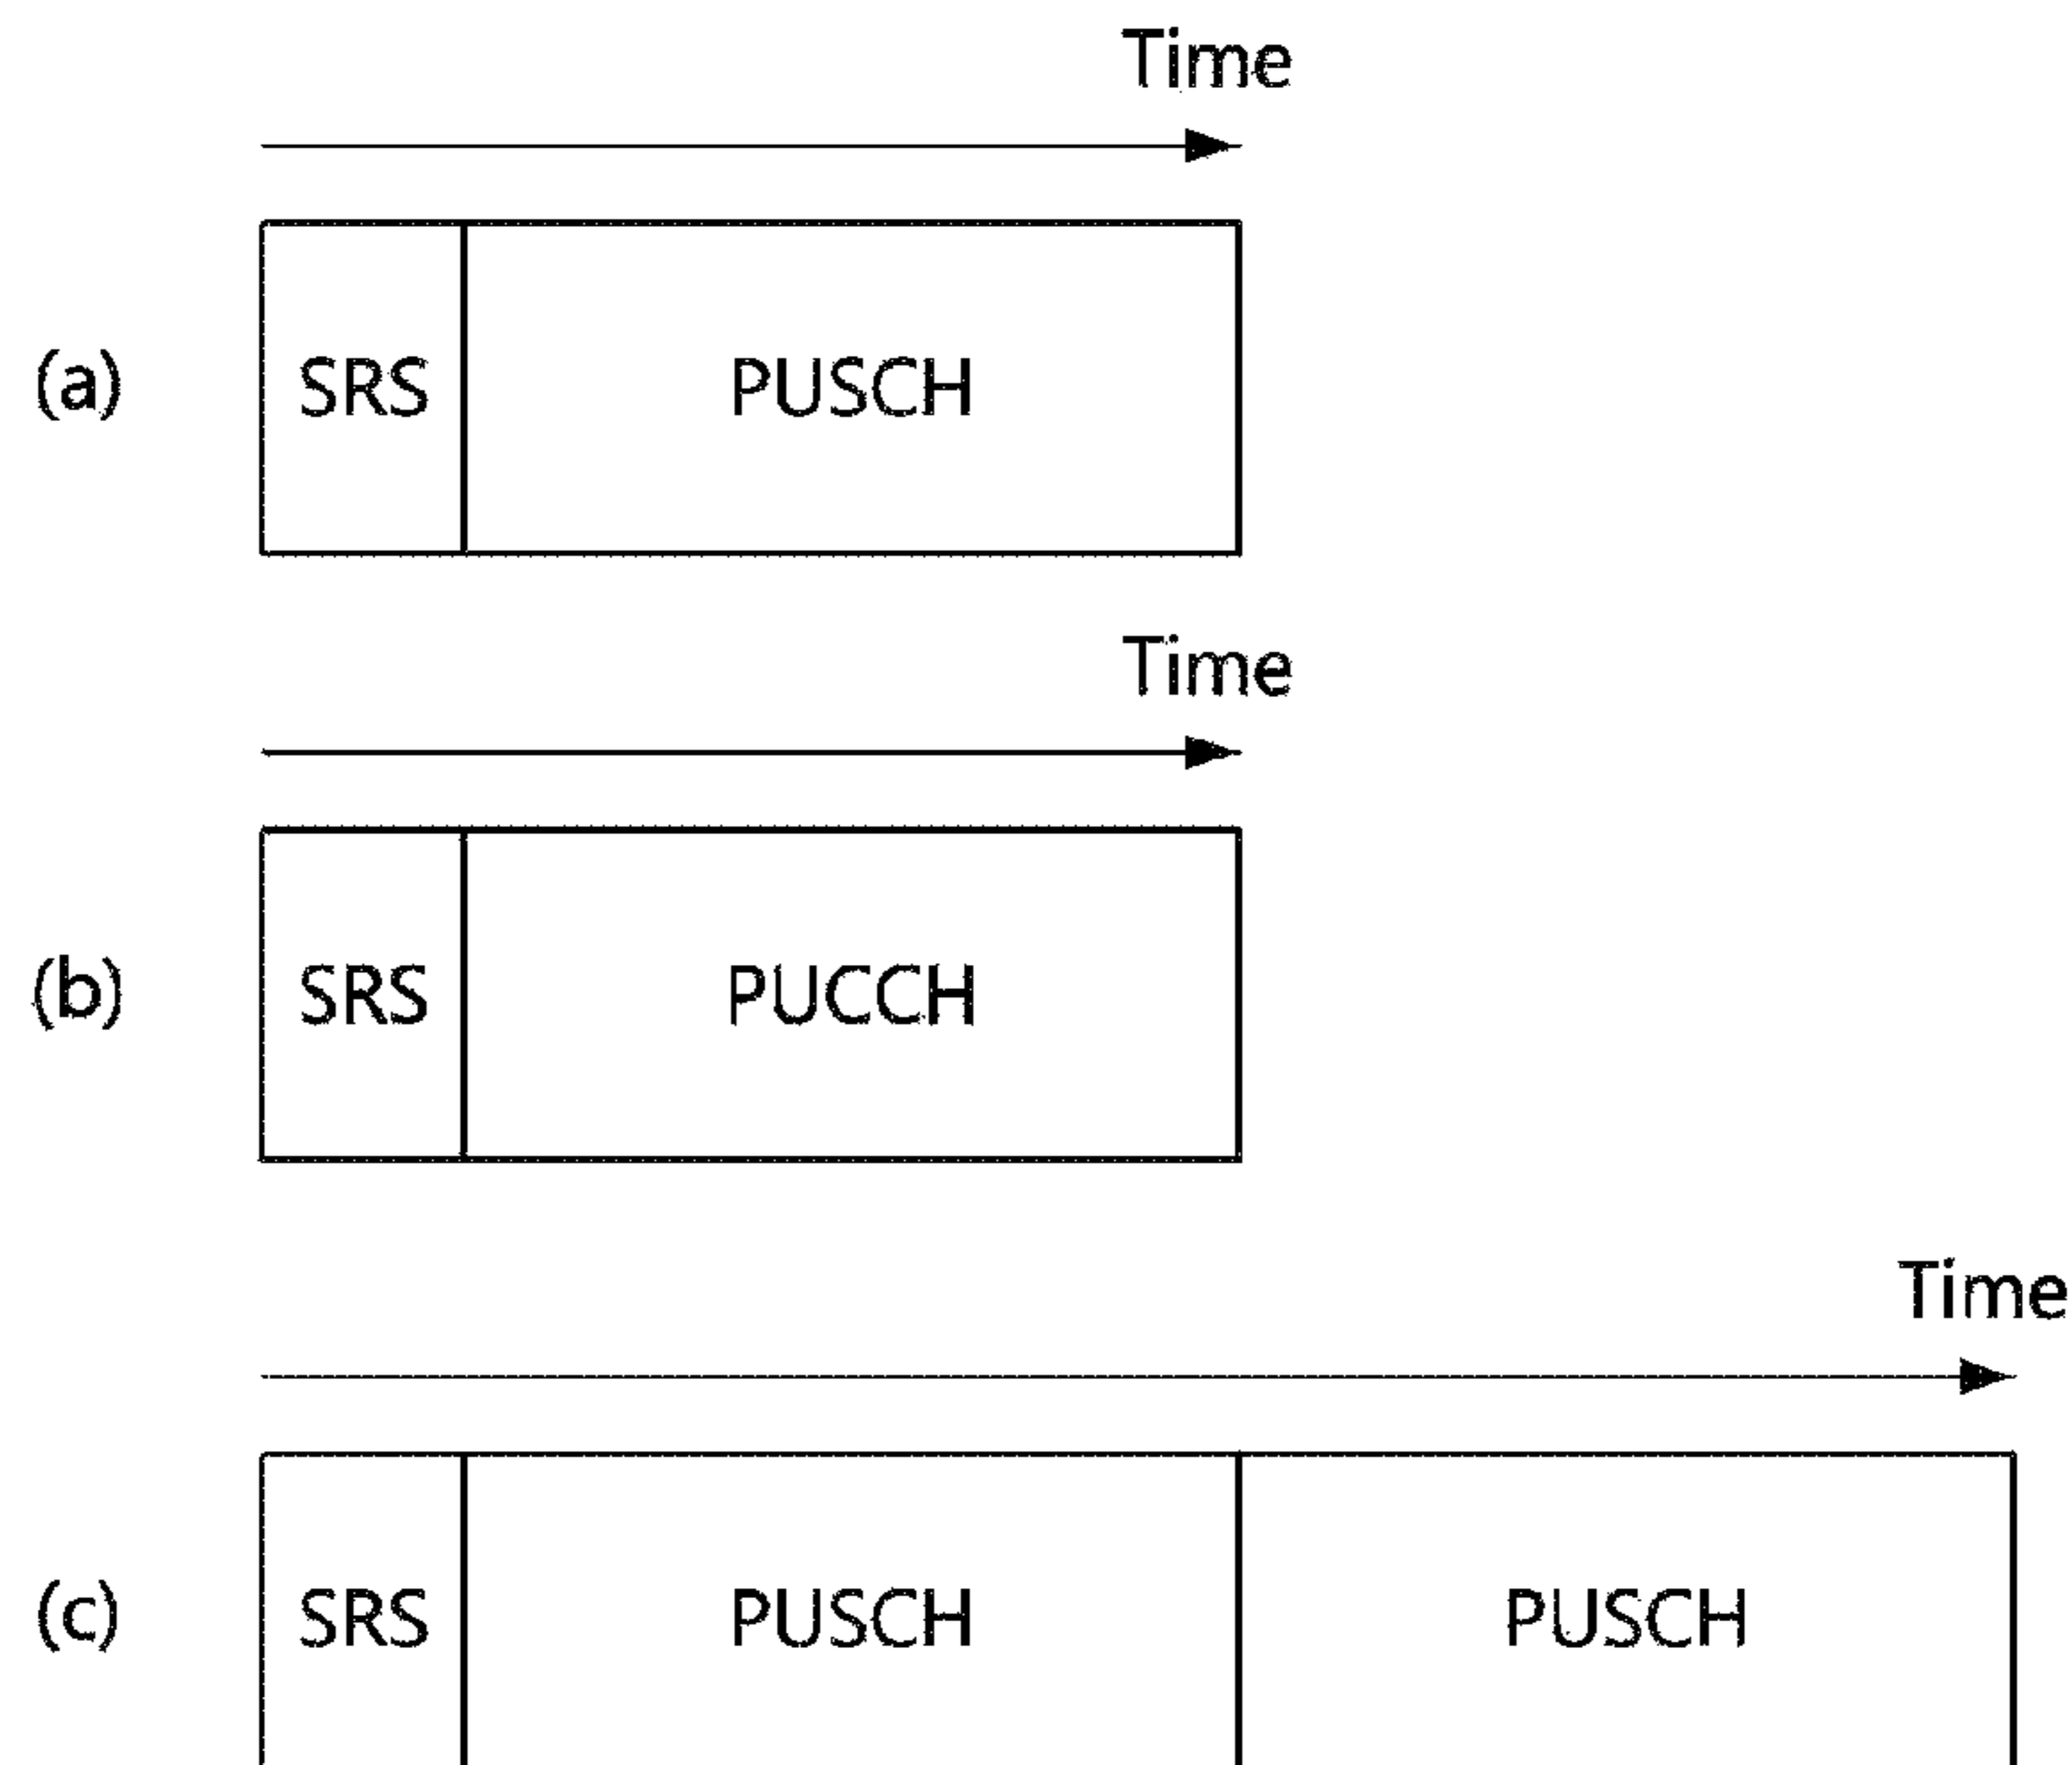 Time
(a) SRS PUSCH
Time
(b) SRS PUCCH
Time
(c) SRS PUSCH PUSCH